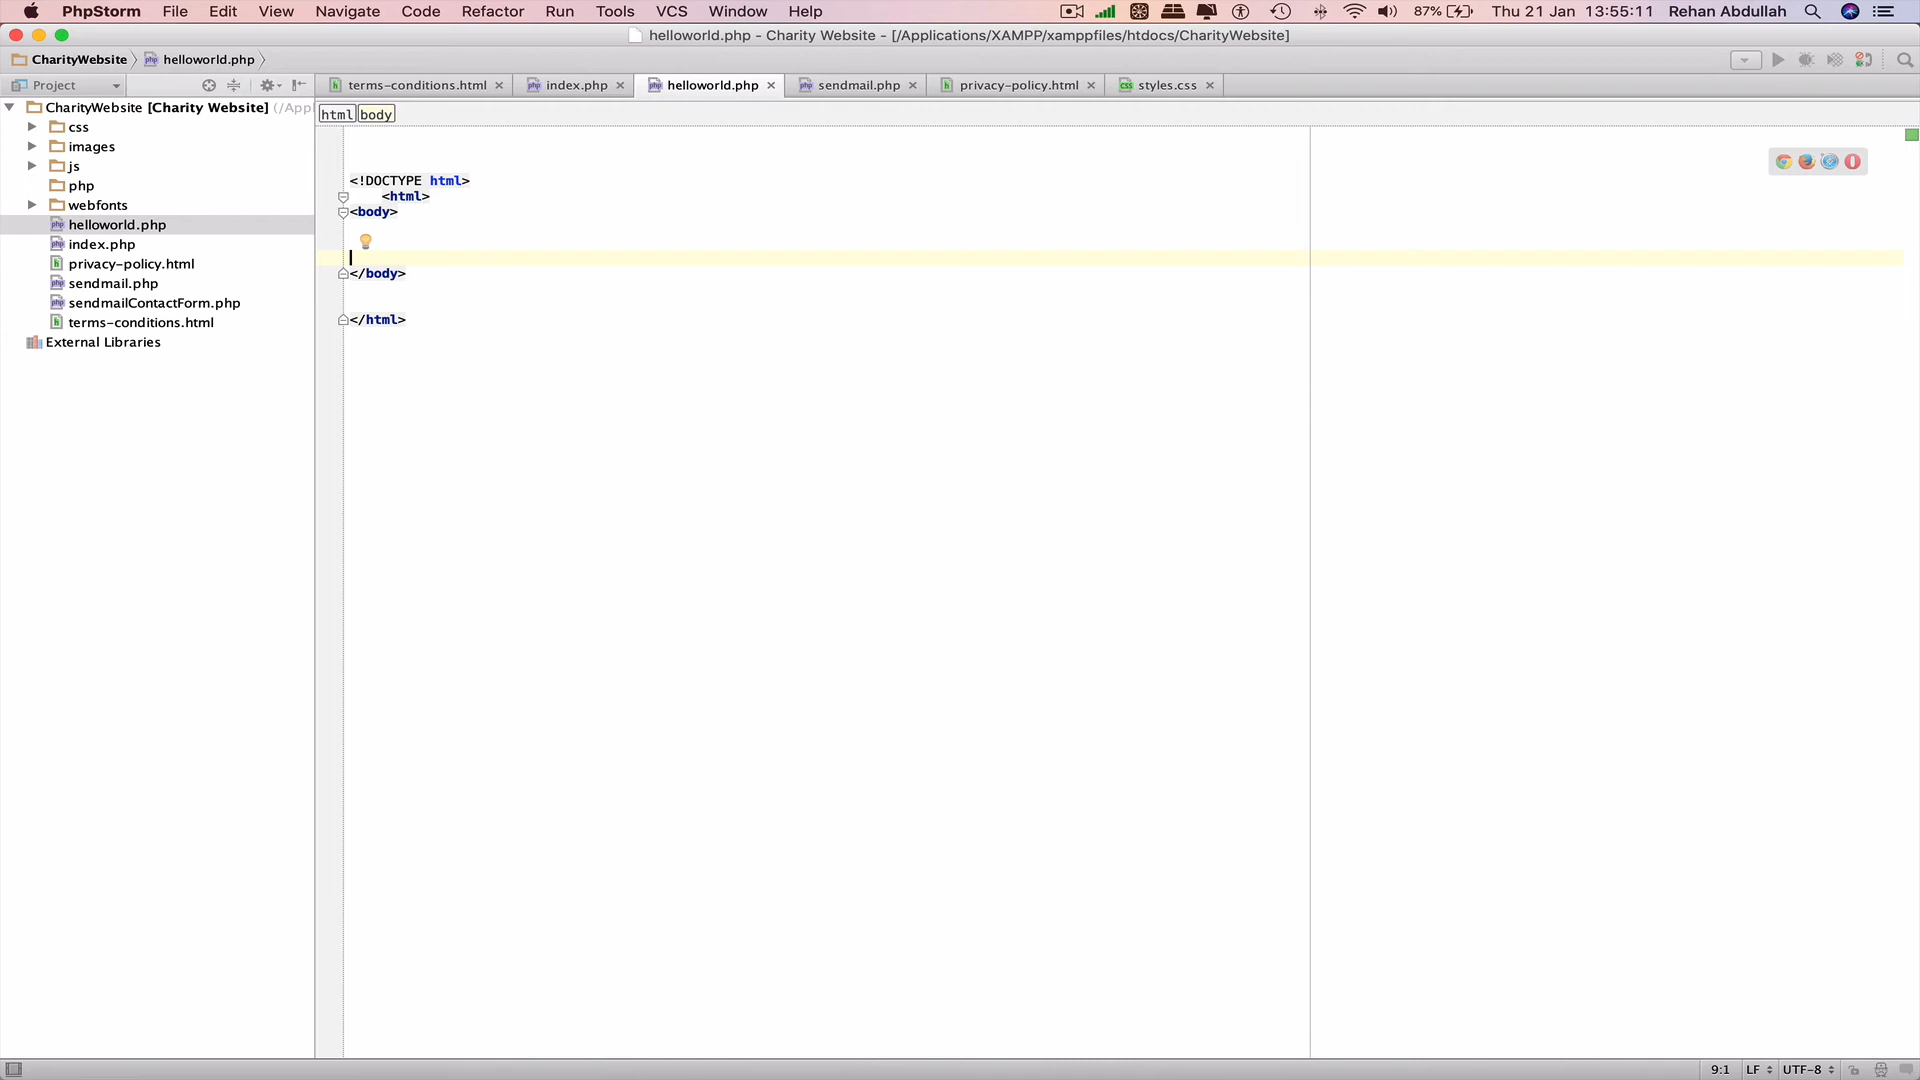 PhpStorm File Edit View Navigate Code Refactor Run Tools VCS Window Help 87% Thu 21 Jan 13:55:11 Rehan Abdullah
helloworld.php - Charity Website - [/Applications/XAMPP/xamppfiles/htdocs/CharityWebsite]
CharityWebsite helloworld.php
Project terms-conditions.html index.php helloworld.php sendmail.php privacy-policy.html styles.css
CharityWebsite [Charity Website] (/App
css
images
js
php
webfonts
helloworld.php
index.php
privacy-policy.html
sendmail.php
sendmailContactForm.php
terms-conditions.html
External Libraries
html body
<!DOCTYPE html>
<html>
<body>
</body>
</html>
9:1 LF UTF-8